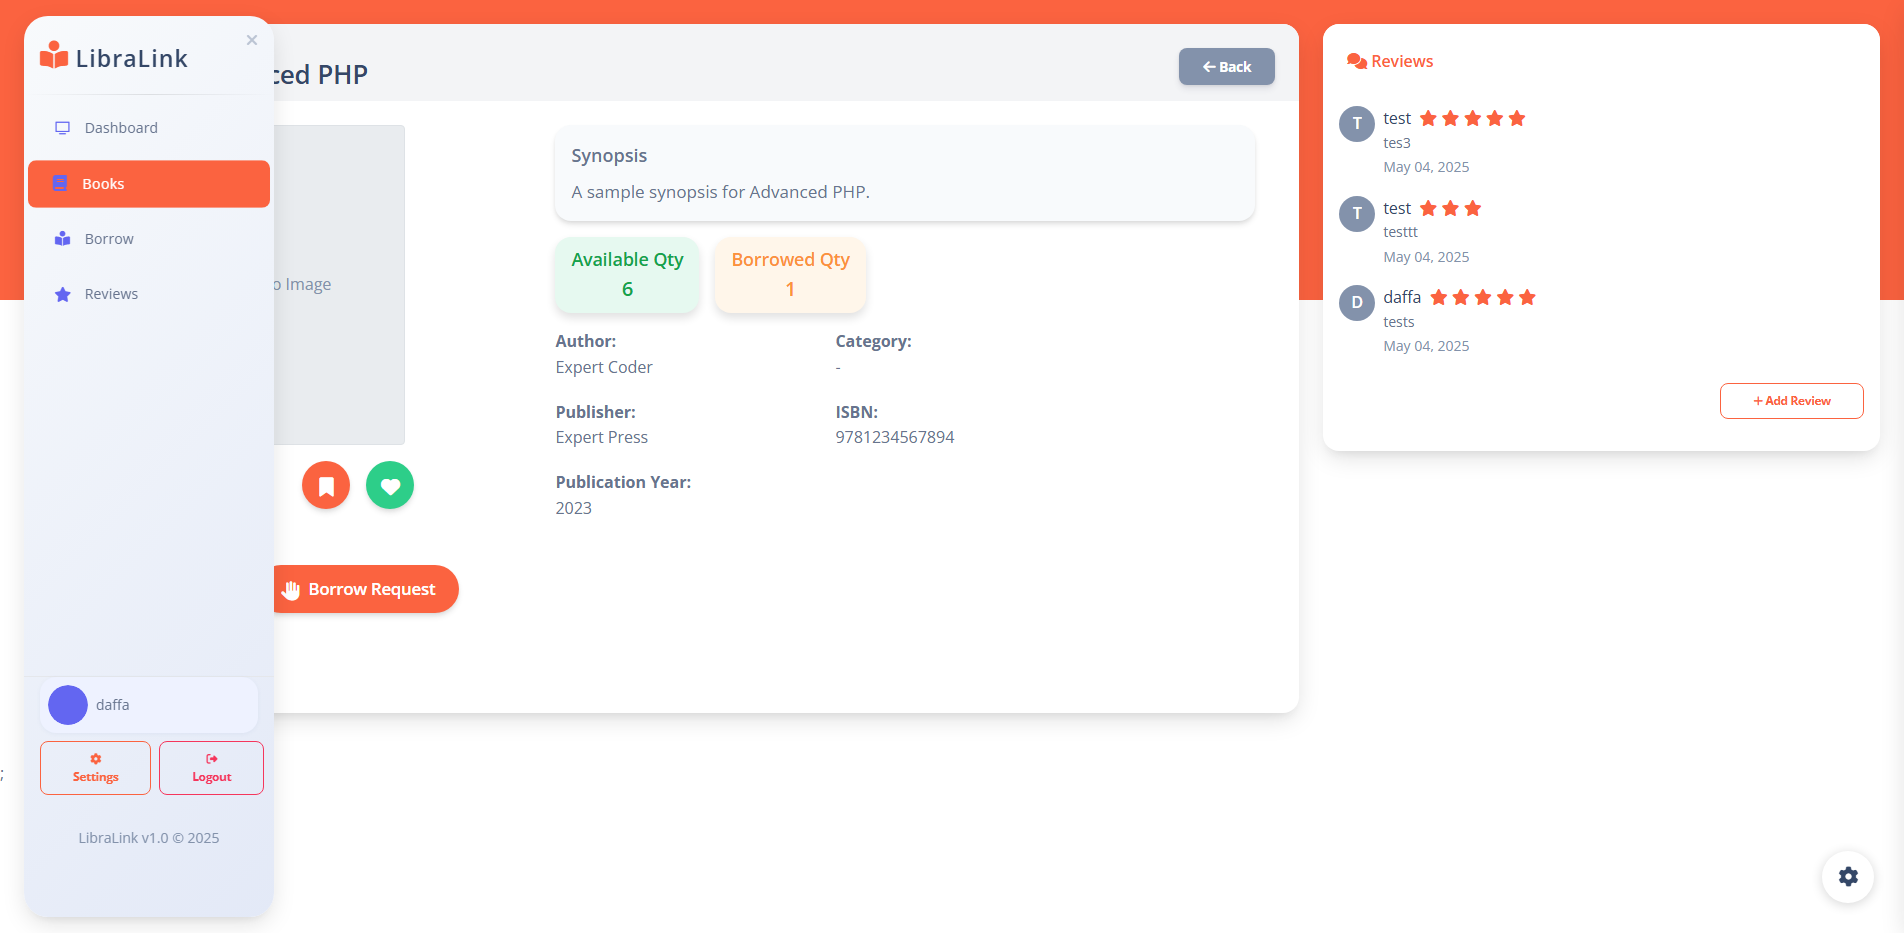 LibraLink
Dashboard
Books
Borrow
Reviews
daffa
Settings
Logout
LibraLink v1.0 © 2025
;
ced PHP
Back
o Image
Borrow Request
Synopsis
A sample synopsis for Advanced PHP.
Available Qty
6
Borrowed Qty
1
Author:
Expert Coder
Category:
-
Publisher:
Expert Press
ISBN:
9781234567894
Publication Year:
2023
Reviews
T
test
tes3
May 04, 2025
T
test
testtt
May 04, 2025
D
daffa
tests
May 04, 2025
+ Add Review